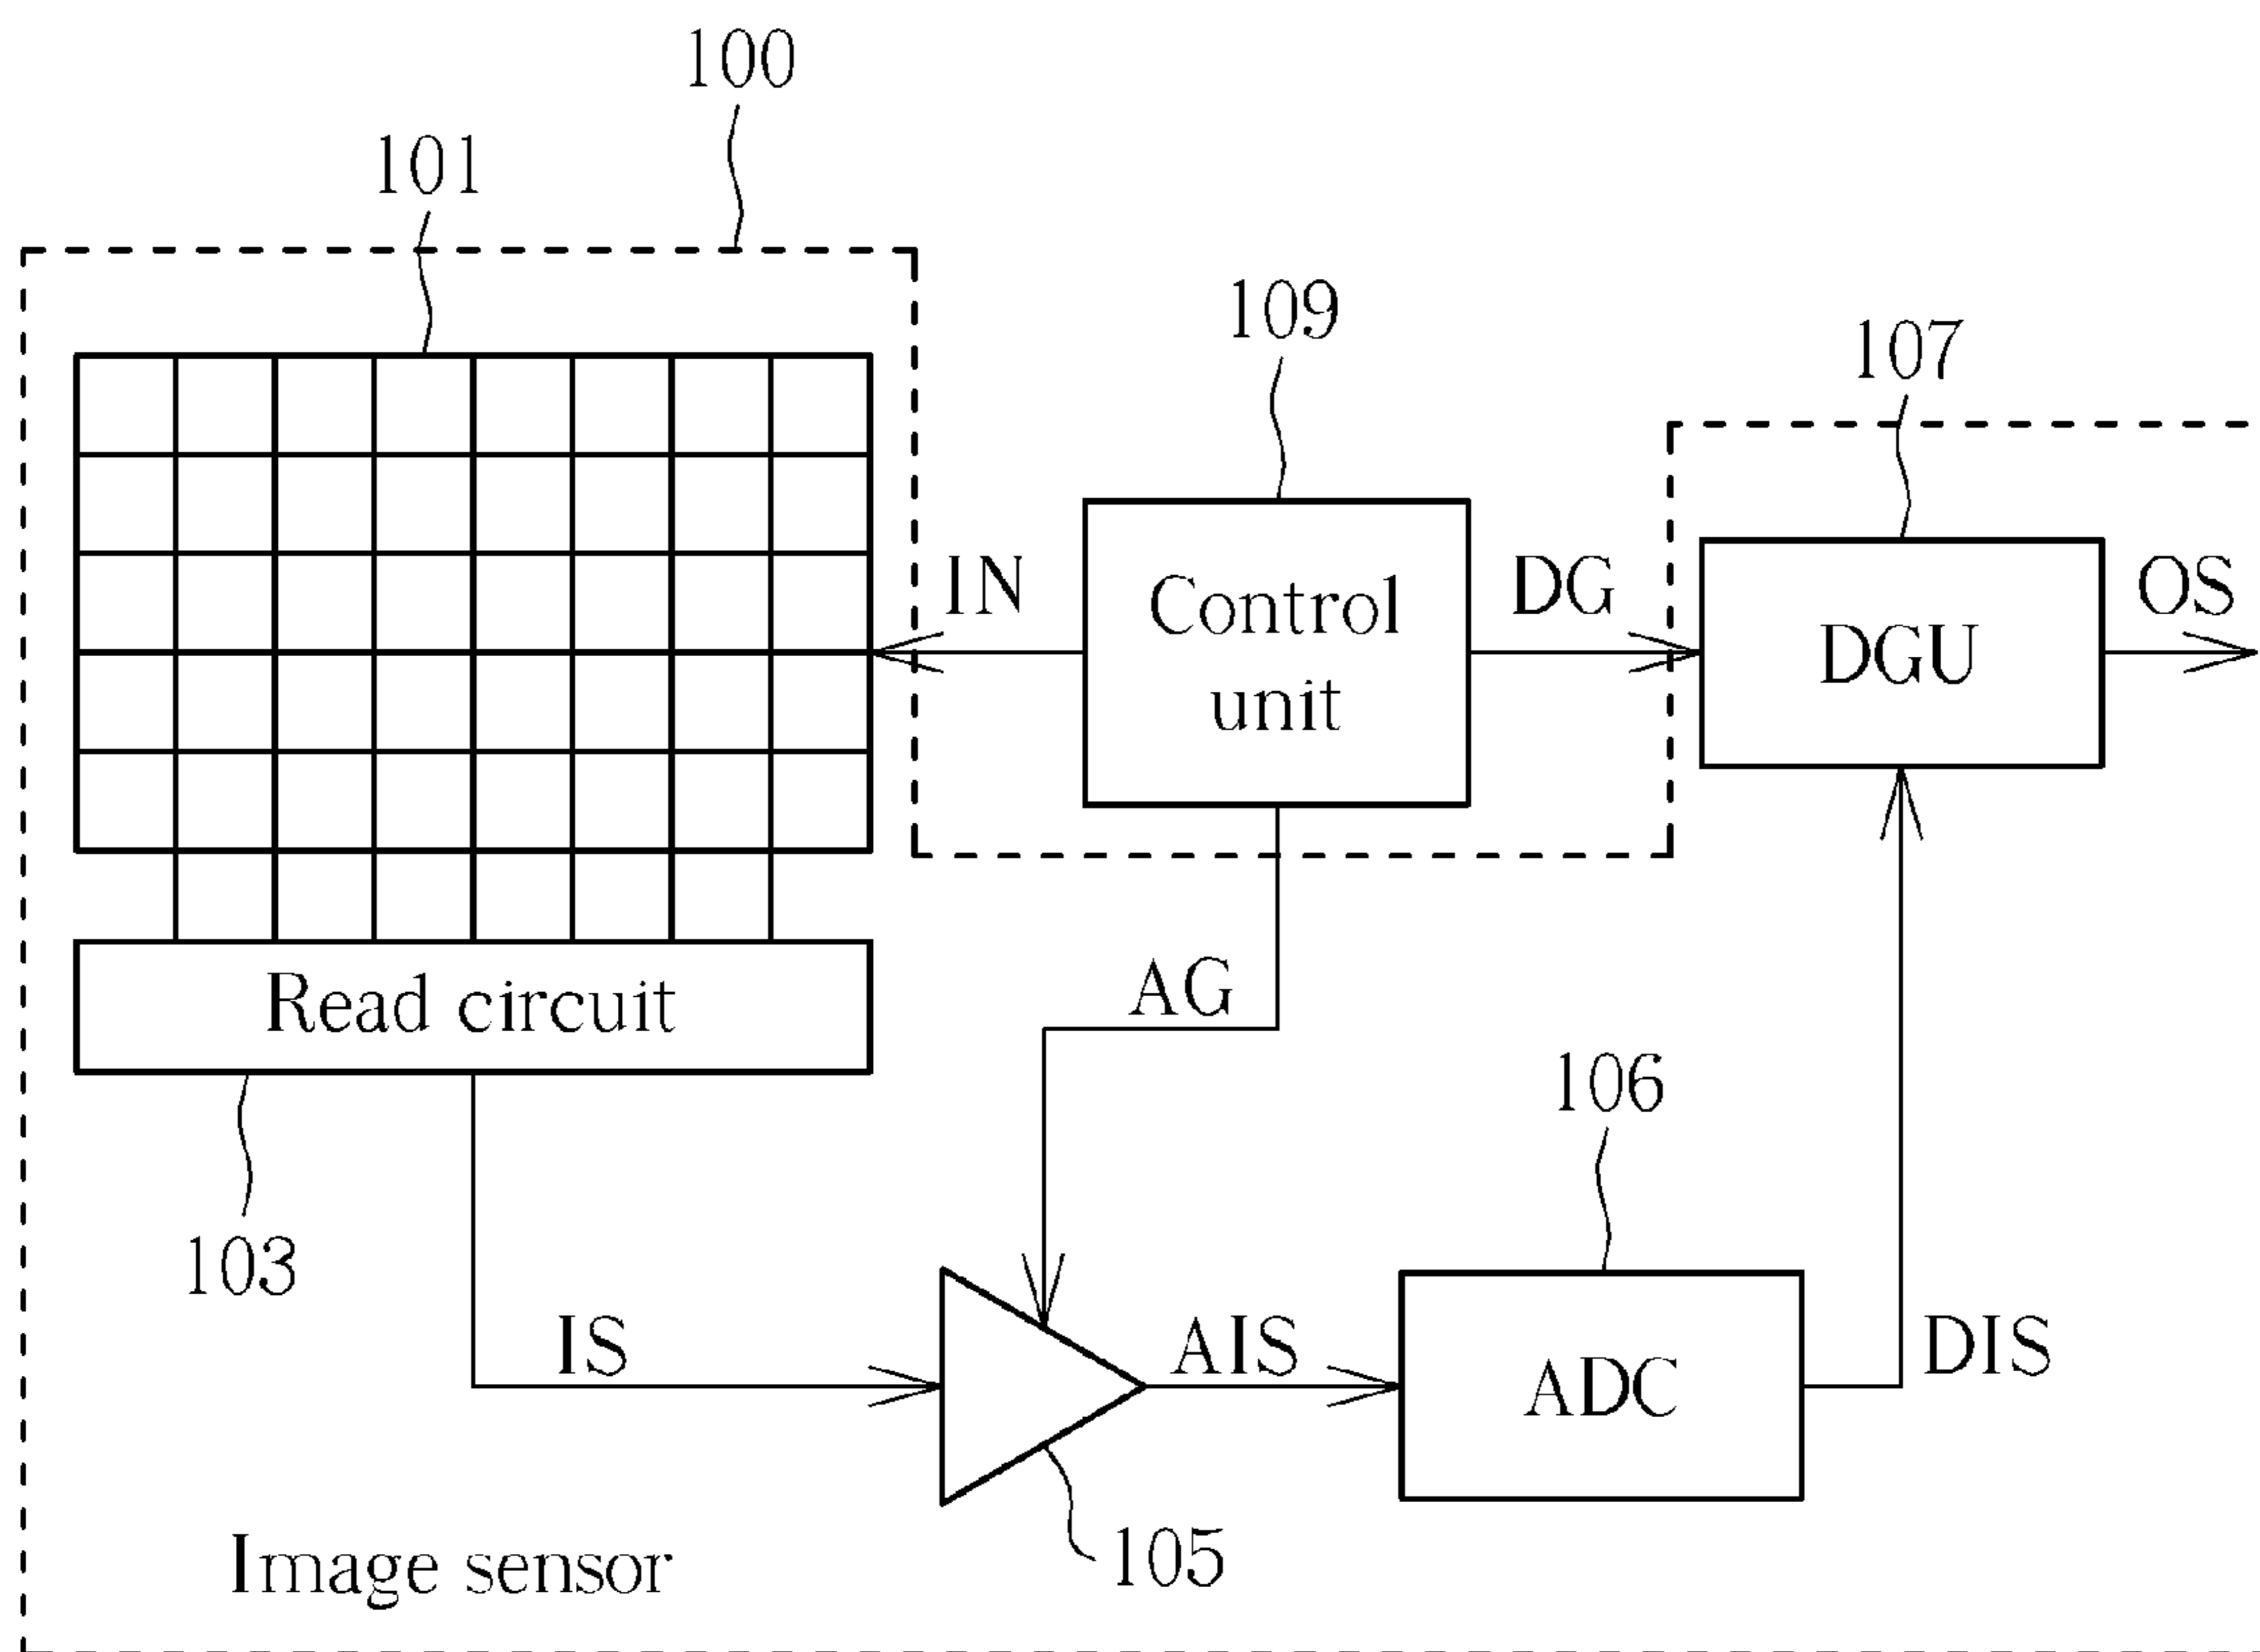 100
101
109
107
IN
Control
unit
DG
DGU
OS
Read circuit
AG
106
103
IS
AIS
ADC
DIS
105
Image sensor